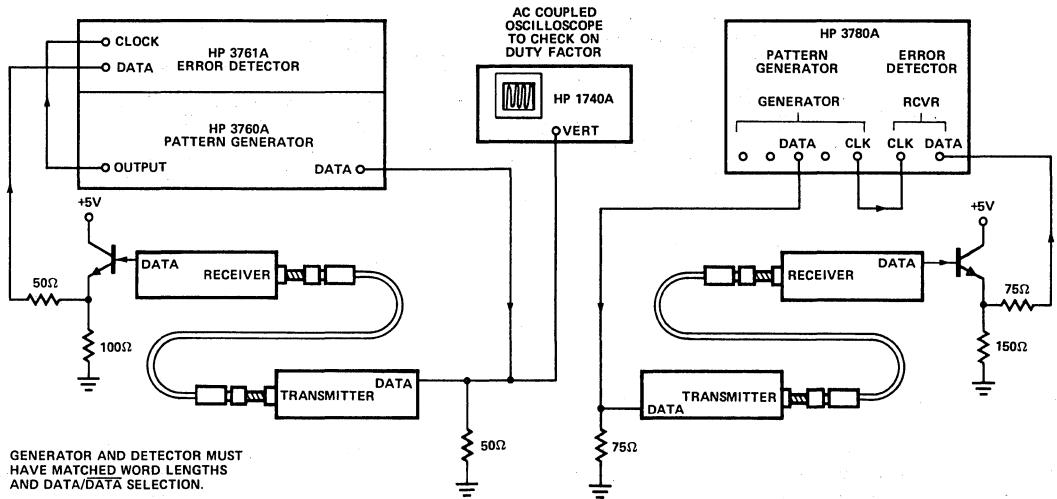 AC COUPLED
OSCILLOSCOPE
TO CHECK ON
DUTY FACTOR
CLOCK
DATA
HP 3761A
ERROR DETECTOR
HP 3760A
PATTERN GENERATOR
OUTPUT
DATA
HP 1740A
VERT
HP 3780A
PATTERN
GENERATOR
ERROR
DETECTOR
GENERATOR
RCVR
DATA
CLK
CLK
DATA
+5V
DATA
RECEIVER
50Ω
100Ω
TRANSMITTER
DATA
50Ω
+5V
RECEIVER
DATA
75Ω
150Ω
TRANSMITTER
DATA
75Ω
GENERATOR AND DETECTOR MUST
HAVE MATCHED WORD LENGTHS
AND DATA/D̅A̅T̅A̅ SELECTION.